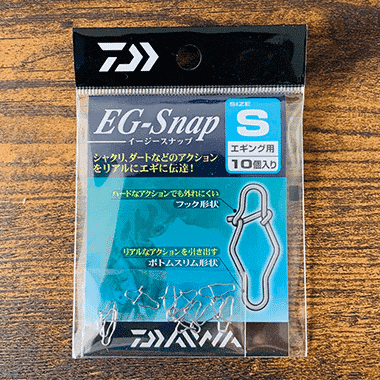 EG-Snap
イージースナップ
SIZE
S
エギング用
10個入り
シャクリ、ダートなどのアクション
をリアルにエギに伝達!
ハードなアクションでも外れにくい
フック形状
リアルなアクションを引き出す
ボトムスリム形状
DAIWA